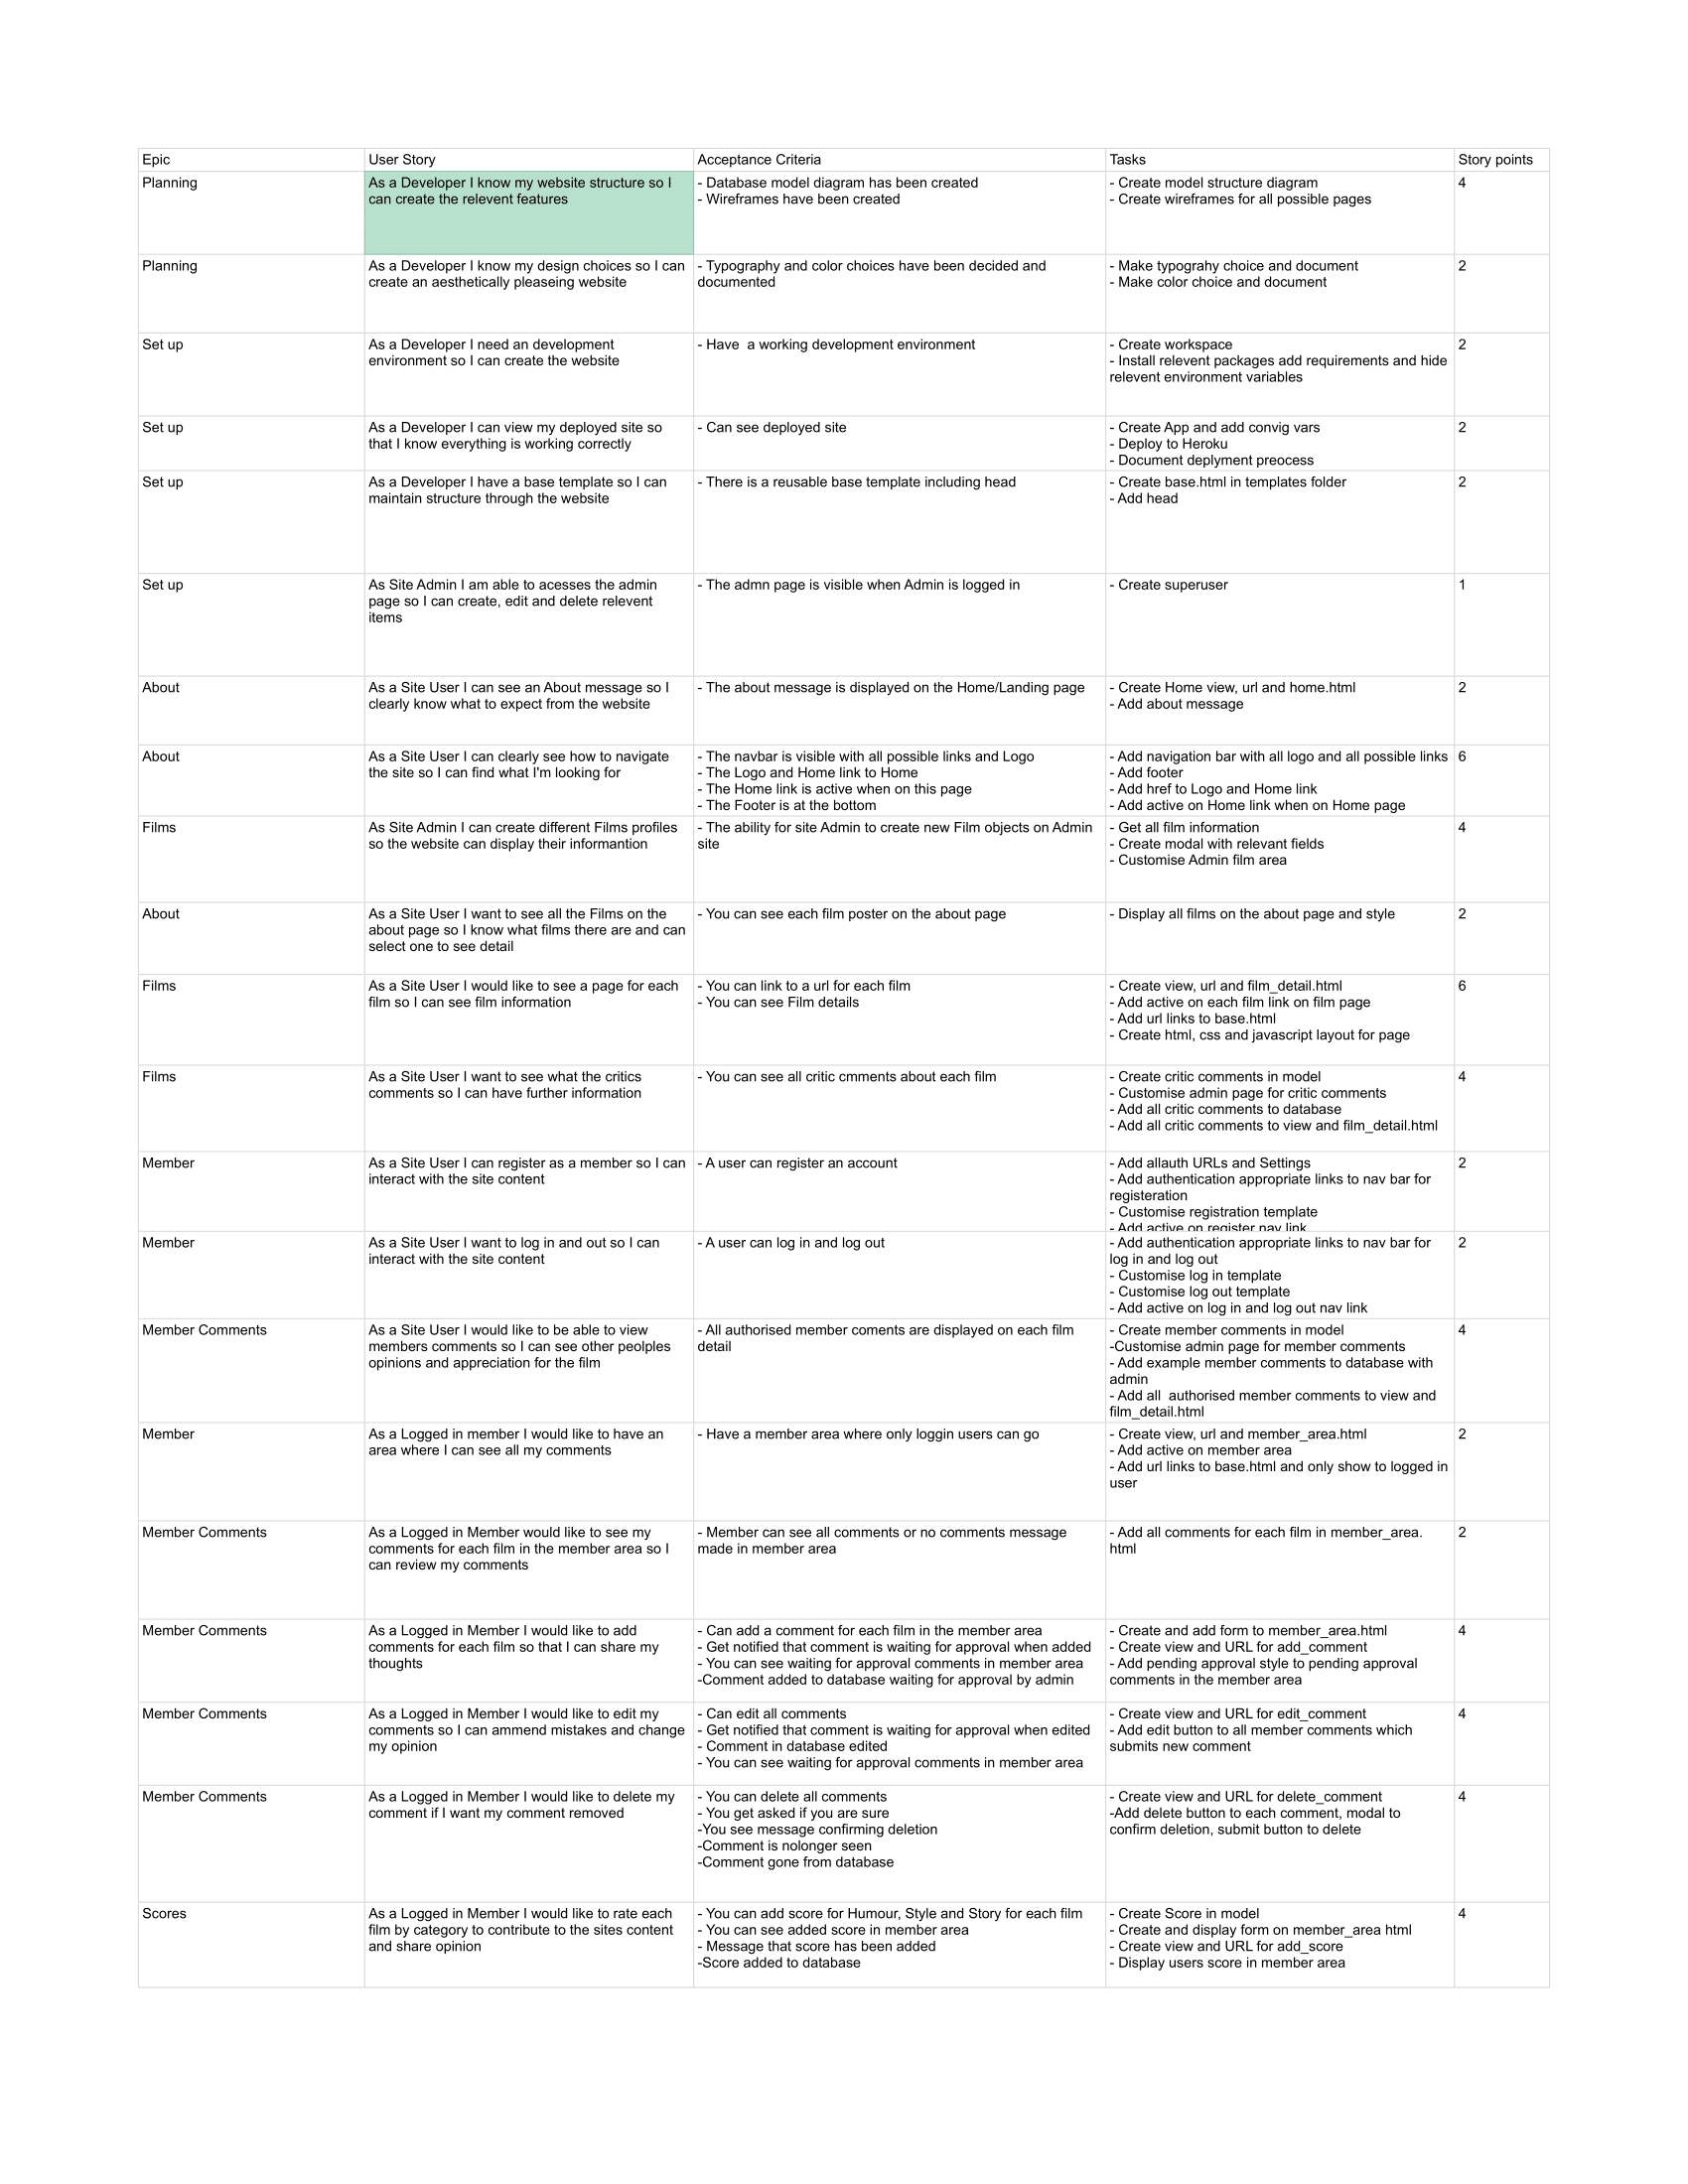 Epic User Story Acceptance Criteria Tasks Story points
Planning
As a Developer I know my website structure so I
can create the relevent features
- Database model diagram has been created
- Wireframes have been created
- Create model structure diagram
- Create wireframes for all possible pages
4
Planning
As a Developer I know my design choices so I can
create an aesthetically pleaseing website
- Typography and color choices have been decided and
documented
- Make typograhy choice and document
- Make color choice and document
2
Set up
As a Developer I need an development
environment so I can create the website
- Have  a working development environment
- Create workspace
- Install relevent packages add requirements and hide
relevent environment variables
2
Set up
As a Developer I can view my deployed site so
that I know everything is working correctly
- Can see deployed site
- Create App and add convig vars
- Deploy to Heroku
- Document deplyment preocess
2
Set up
As a Developer I have a base template so I can
maintain structure through the website
- There is a reusable base template including head
- Create base.html in templates folder
- Add head
2
Set up
As Site Admin I am able to acesses the admin
page so I can create, edit and delete relevent
items
- The admn page is visible when Admin is logged in
- Create superuser
1
About
As a Site User I can see an About message so I
clearly know what to expect from the website
- The about message is displayed on the Home/Landing page
- Create Home view, url and home.html
- Add about message
2
About
As a Site User I can clearly see how to navigate
the site so I can find what I'm looking for
- The navbar is visible with all possible links and Logo
- The Logo and Home link to Home
- The Home link is active when on this page
- The Footer is at the bottom
- Add navigation bar with all logo and all possible links
- Add footer
- Add href to Logo and Home link
- Add active on Home link when on Home page
6
Films
As Site Admin I can create different Films profiles
so the website can display their informantion
- The ability for site Admin to create new Film objects on Admin
site
- Get all film information
- Create modal with relevant fields
- Customise Admin film area
4
About
As a Site User I want to see all the Films on the
about page so I know what films there are and can
select one to see detail
- You can see each film poster on the about page
- Display all films on the about page and style
2
Films
As a Site User I would like to see a page for each
film so I can see film information
- You can link to a url for each film
- You can see Film details
- Create view, url and film_detail.html
- Add active on each film link on film page
- Add url links to base.html
- Create html, css and javascript layout for page
6
Films
As a Site User I want to see what the critics
comments so I can have further information
- You can see all critic cmments about each film
- Create critic comments in model
- Customise admin page for critic comments
- Add all critic comments to database
- Add all critic comments to view and film_detail.html
4
Member
As a Site User I can register as a member so I can
interact with the site content
- A user can register an account
- Add allauth URLs and Settings
- Add authentication appropriate links to nav bar for
registeration
- Customise registration template
- Add active on register nav link
2
Member
As a Site User I want to log in and out so I can
interact with the site content
- A user can log in and log out
- Add authentication appropriate links to nav bar for
log in and log out
- Customise log in template
- Customise log out template
- Add active on log in and log out nav link
2
Member Comments
As a Site User I would like to be able to view
members comments so I can see other peolples
opinions and appreciation for the film
- All authorised member coments are displayed on each film
detail
- Create member comments in model
-Customise admin page for member comments
- Add example member comments to database with
admin
- Add all  authorised member comments to view and
film_detail.html
4
Member
As a Logged in member I would like to have an
area where I can see all my comments
- Have a member area where only loggin users can go
- Create view, url and member_area.html
- Add active on member area
- Add url links to base.html and only show to logged in
user
2
Member Comments
As a Logged in Member would like to see my
comments for each film in the member area so I
can review my comments
- Member can see all comments or no comments message
made in member area
- Add all comments for each film in member_area.
html
2
Member Comments
As a Logged in Member I would like to add
comments for each film so that I can share my
thoughts
- Can add a comment for each film in the member area
- Get notified that comment is waiting for approval when added
- You can see waiting for approval comments in member area
-Comment added to database waiting for approval by admin
- Create and add form to member_area.html
- Create view and URL for add_comment
- Add pending approval style to pending approval
comments in the member area
4
Member Comments
As a Logged in Member I would like to edit my
comments so I can ammend mistakes and change
my opinion
- Can edit all comments
- Get notified that comment is waiting for approval when edited
- Comment in database edited
- You can see waiting for approval comments in member area
- Create view and URL for edit_comment
- Add edit button to all member comments which
submits new comment
4
Member Comments
As a Logged in Member I would like to delete my
comment if I want my comment removed
- You can delete all comments
- You get asked if you are sure
-You see message confirming deletion
-Comment is nolonger seen
-Comment gone from database
- Create view and URL for delete_comment
-Add delete button to each comment, modal to
confirm deletion, submit button to delete
4
Scores
As a Logged in Member I would like to rate each
film by category to contribute to the sites content
and share opinion
- You can add score for Humour, Style and Story for each film
- You can see added score in member area
- Message that score has been added
-Score added to database
- Create Score in model
- Create and display form on member_area html
- Create view and URL for add_score
- Display users score in member area
4